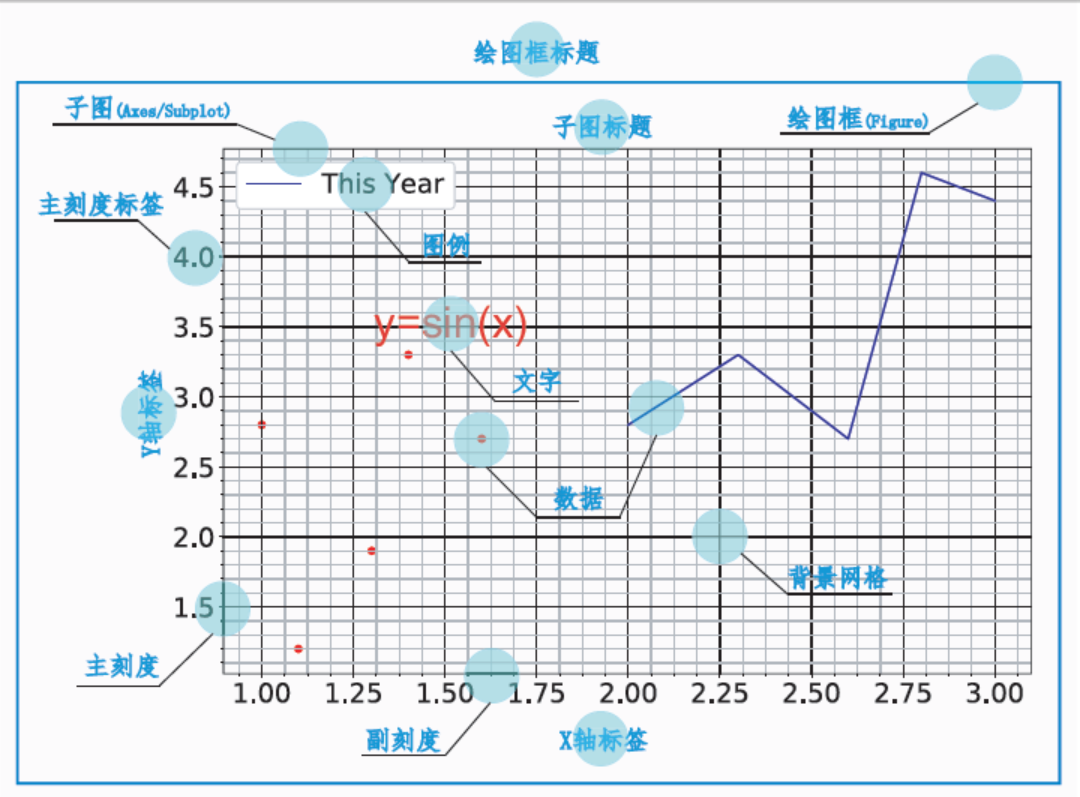 绘图框标题
子图(Axes/Subplot)
子图标题
绘图框(Figure)
This Year
4.5
主刻度标签
图例
4.0
y=sin(x)
3.5
文字
3.0
Y轴标签
2.5
数据
2.0
背景网格
1.5
主刻度
1.00 1.25 1.50 1.75 2.00 2.25 2.50 2.75 3.00
副刻度
X轴标签